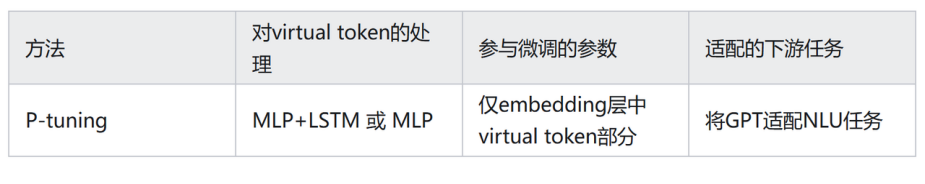 方法
对virtual token的处
理
参与微调的参数
适配的下游任务
P-tuning
MLP+LSTM 或 MLP
仅embedding层中
virtual token部分
将GPT适配NLU任务